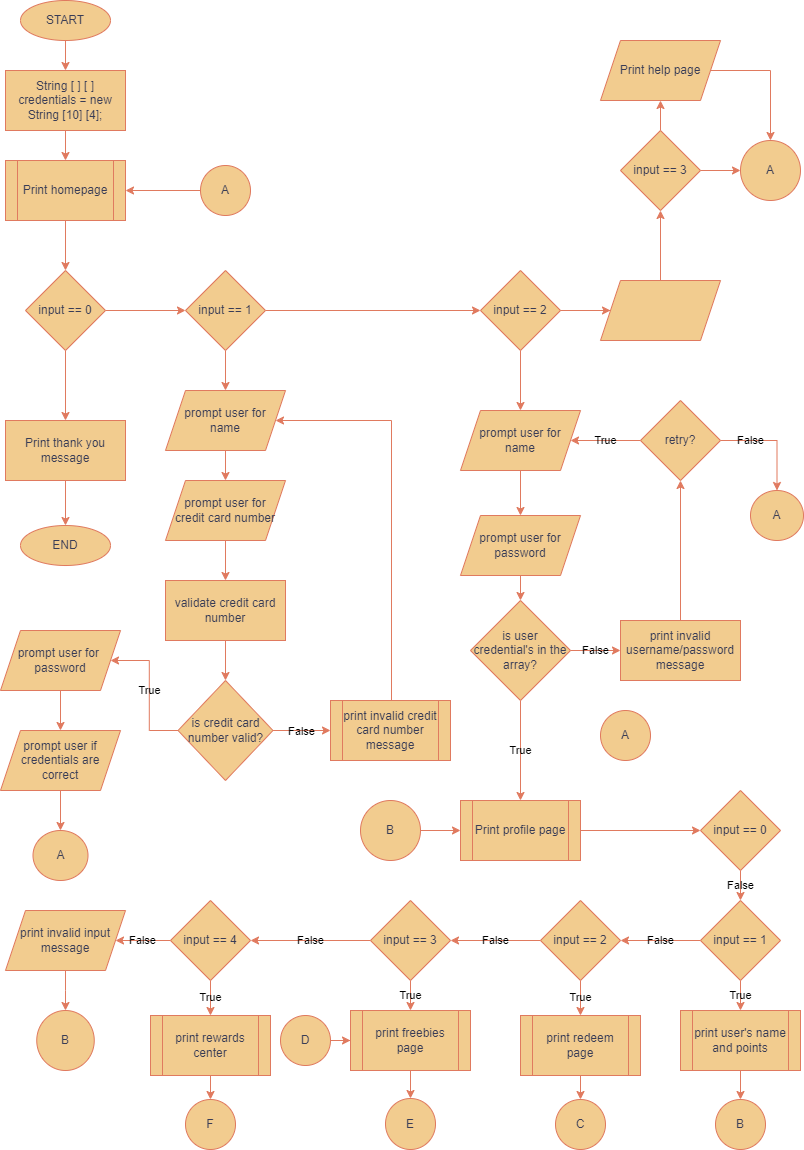 START
String [ ] [ ]
credentials = new
String [10] [4];
Print homepage
A
Print help page
input == 3
A
input == 0
input == 1
input == 2
Print thank you
message
END
prompt user for
name
prompt user for
credit card number
validate credit card
number
is credit card
number valid?
True
False
prompt user for
password
prompt user if
credentials are
correct
A
print invalid credit
card number
message
prompt user for
name
True
retry?
False
A
prompt user for
password
is user
credential's in the
array?
False
print invalid
username/password
message
True
A
B
Print profile page
input == 0
False
input == 1
False
input == 2
False
input == 3
False
input == 4
False
print invalid input
message
B
True
print rewards
center
F
D
True
print freebies
page
E
True
print redeem
page
C
True
print user's name
and points
B